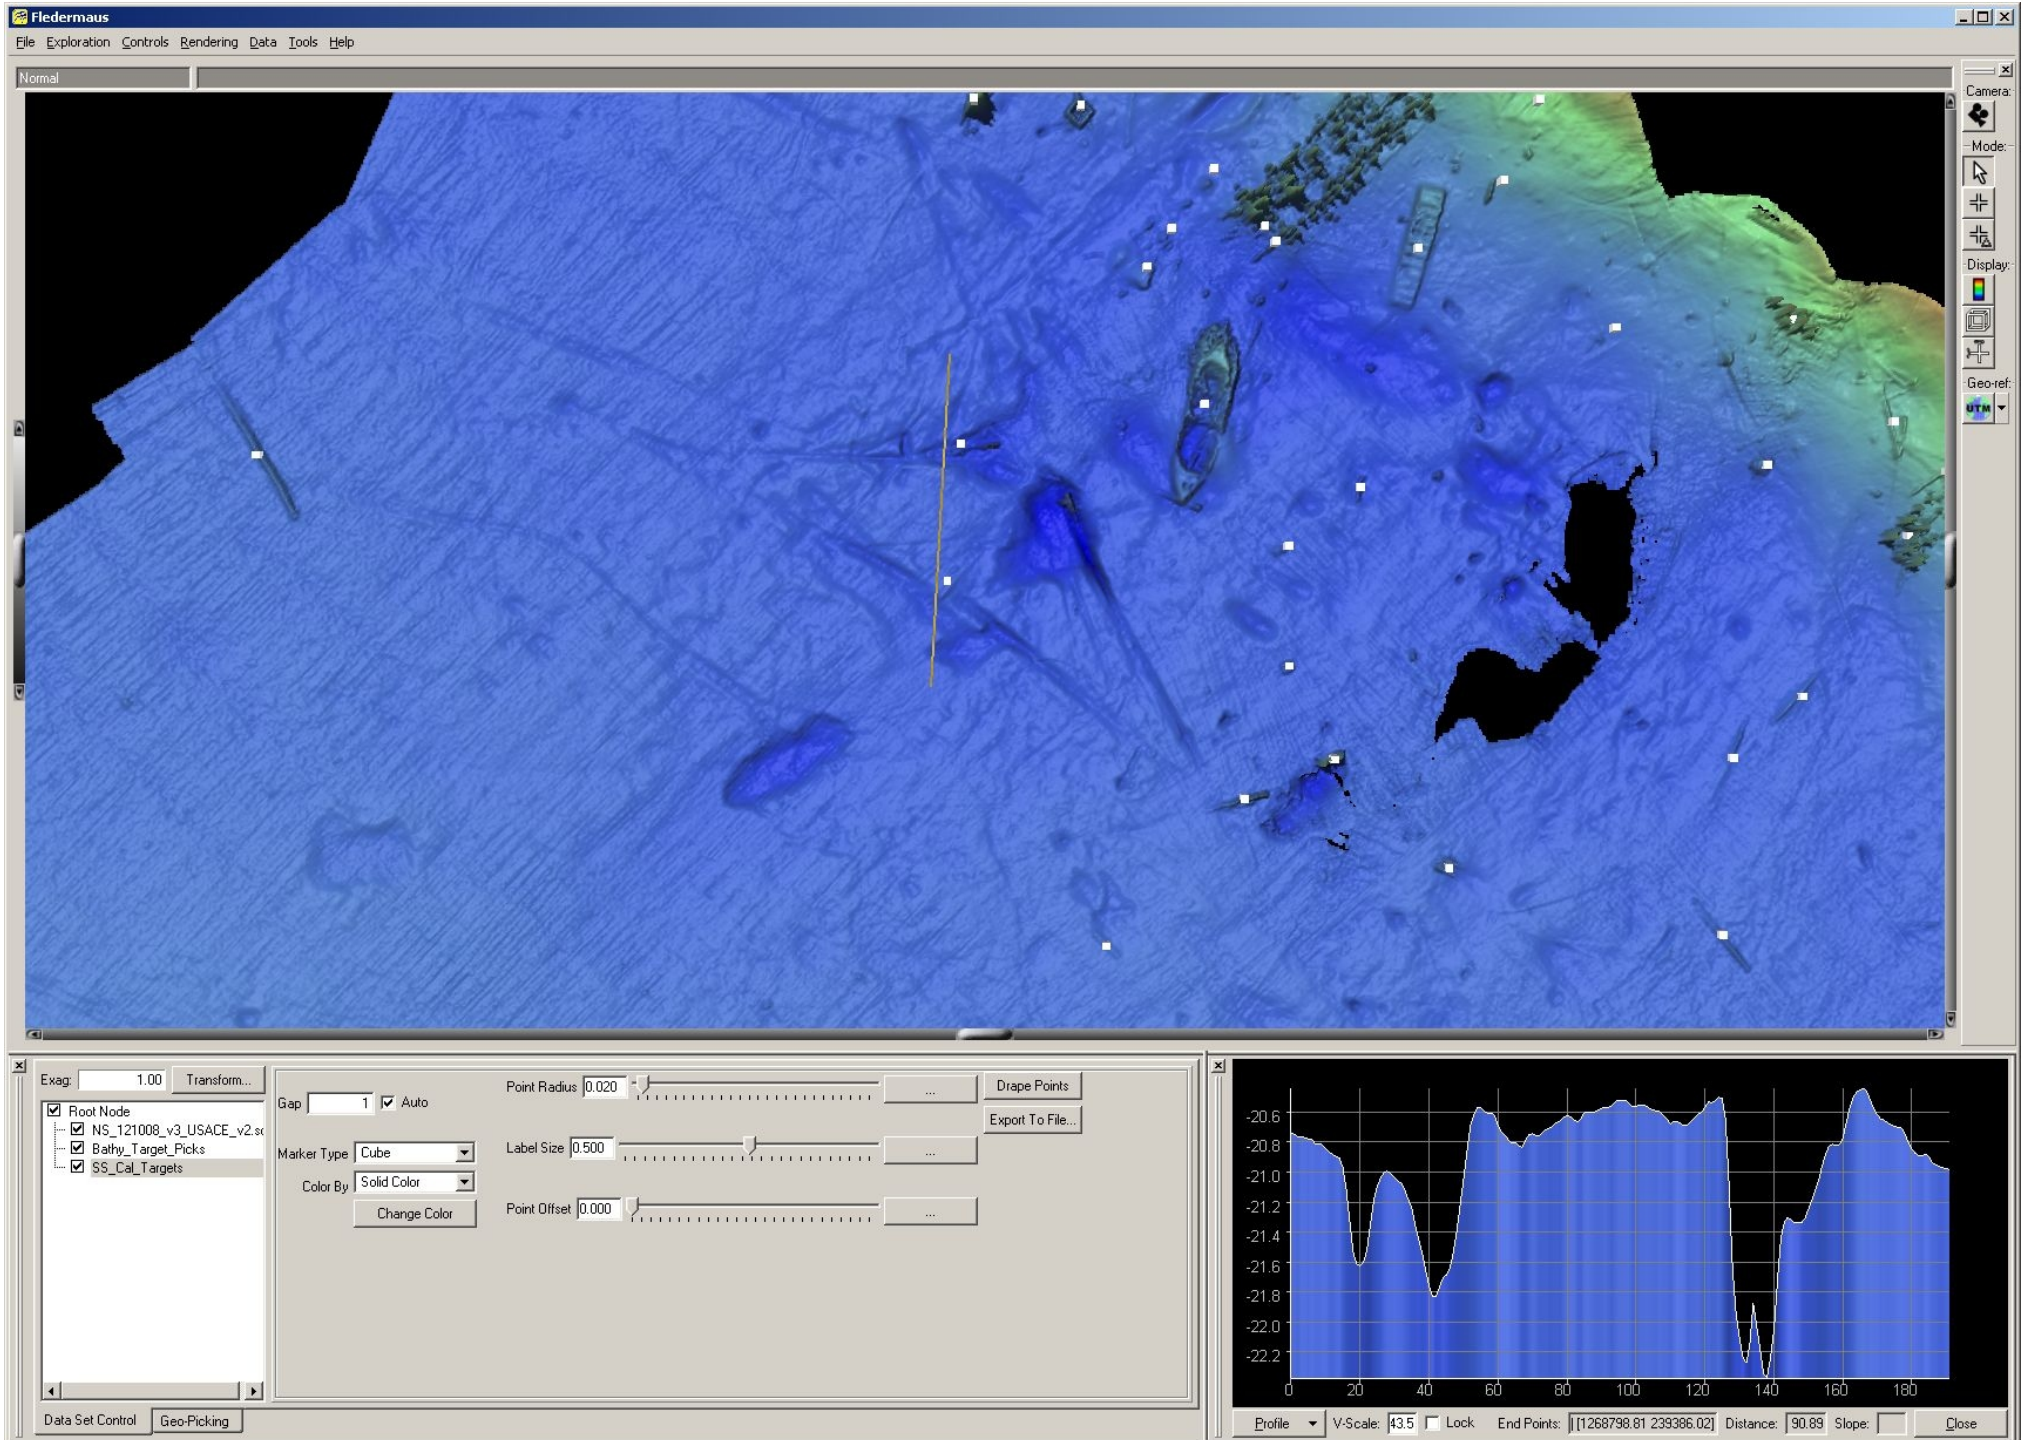 Fledermaus
File Exploration Controls Rendering Data Tools Help
Normal
Camera:
Mode:
Display:
Geo-ref:
UTM
Exag: 1.00 Transform...
Root Node
NS_121008_v3_USACE_v2.s
Bathy_Target_Picks
SS_Cal_Targets
Data Set Control Geo-Picking
Gap 1 Auto
Marker Type Cube
Color By Solid Color
Change Color
Point Radius 0.020 ...
Label Size 0.500 ...
Point Offset 0.000 ...
Drape Points
Export To File...
-20.6
-20.8
-21.0
-21.2
-21.4
-21.6
-21.8
-22.0
-22.2
0 20 40 60 80 100 120 140 160 180
Profile V-Scale: 43.5 Lock End Points: [1268798.81 239386.02] Distance: 90.89 Slope: Close